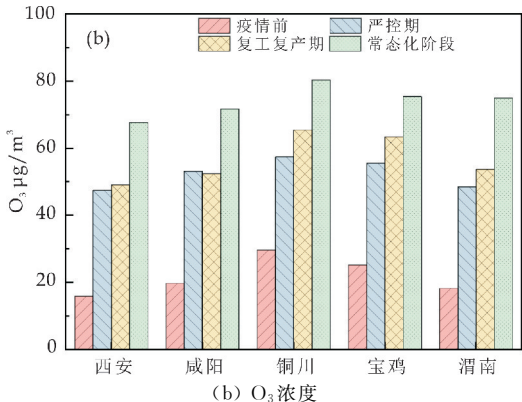 100
80
60
40
20
0
O₃ μg/m³
(b)
疫情前 严控期
复工复产期 常态化阶段
西安 咸阳 铜川 宝鸡 渭南
(b) O₃浓度